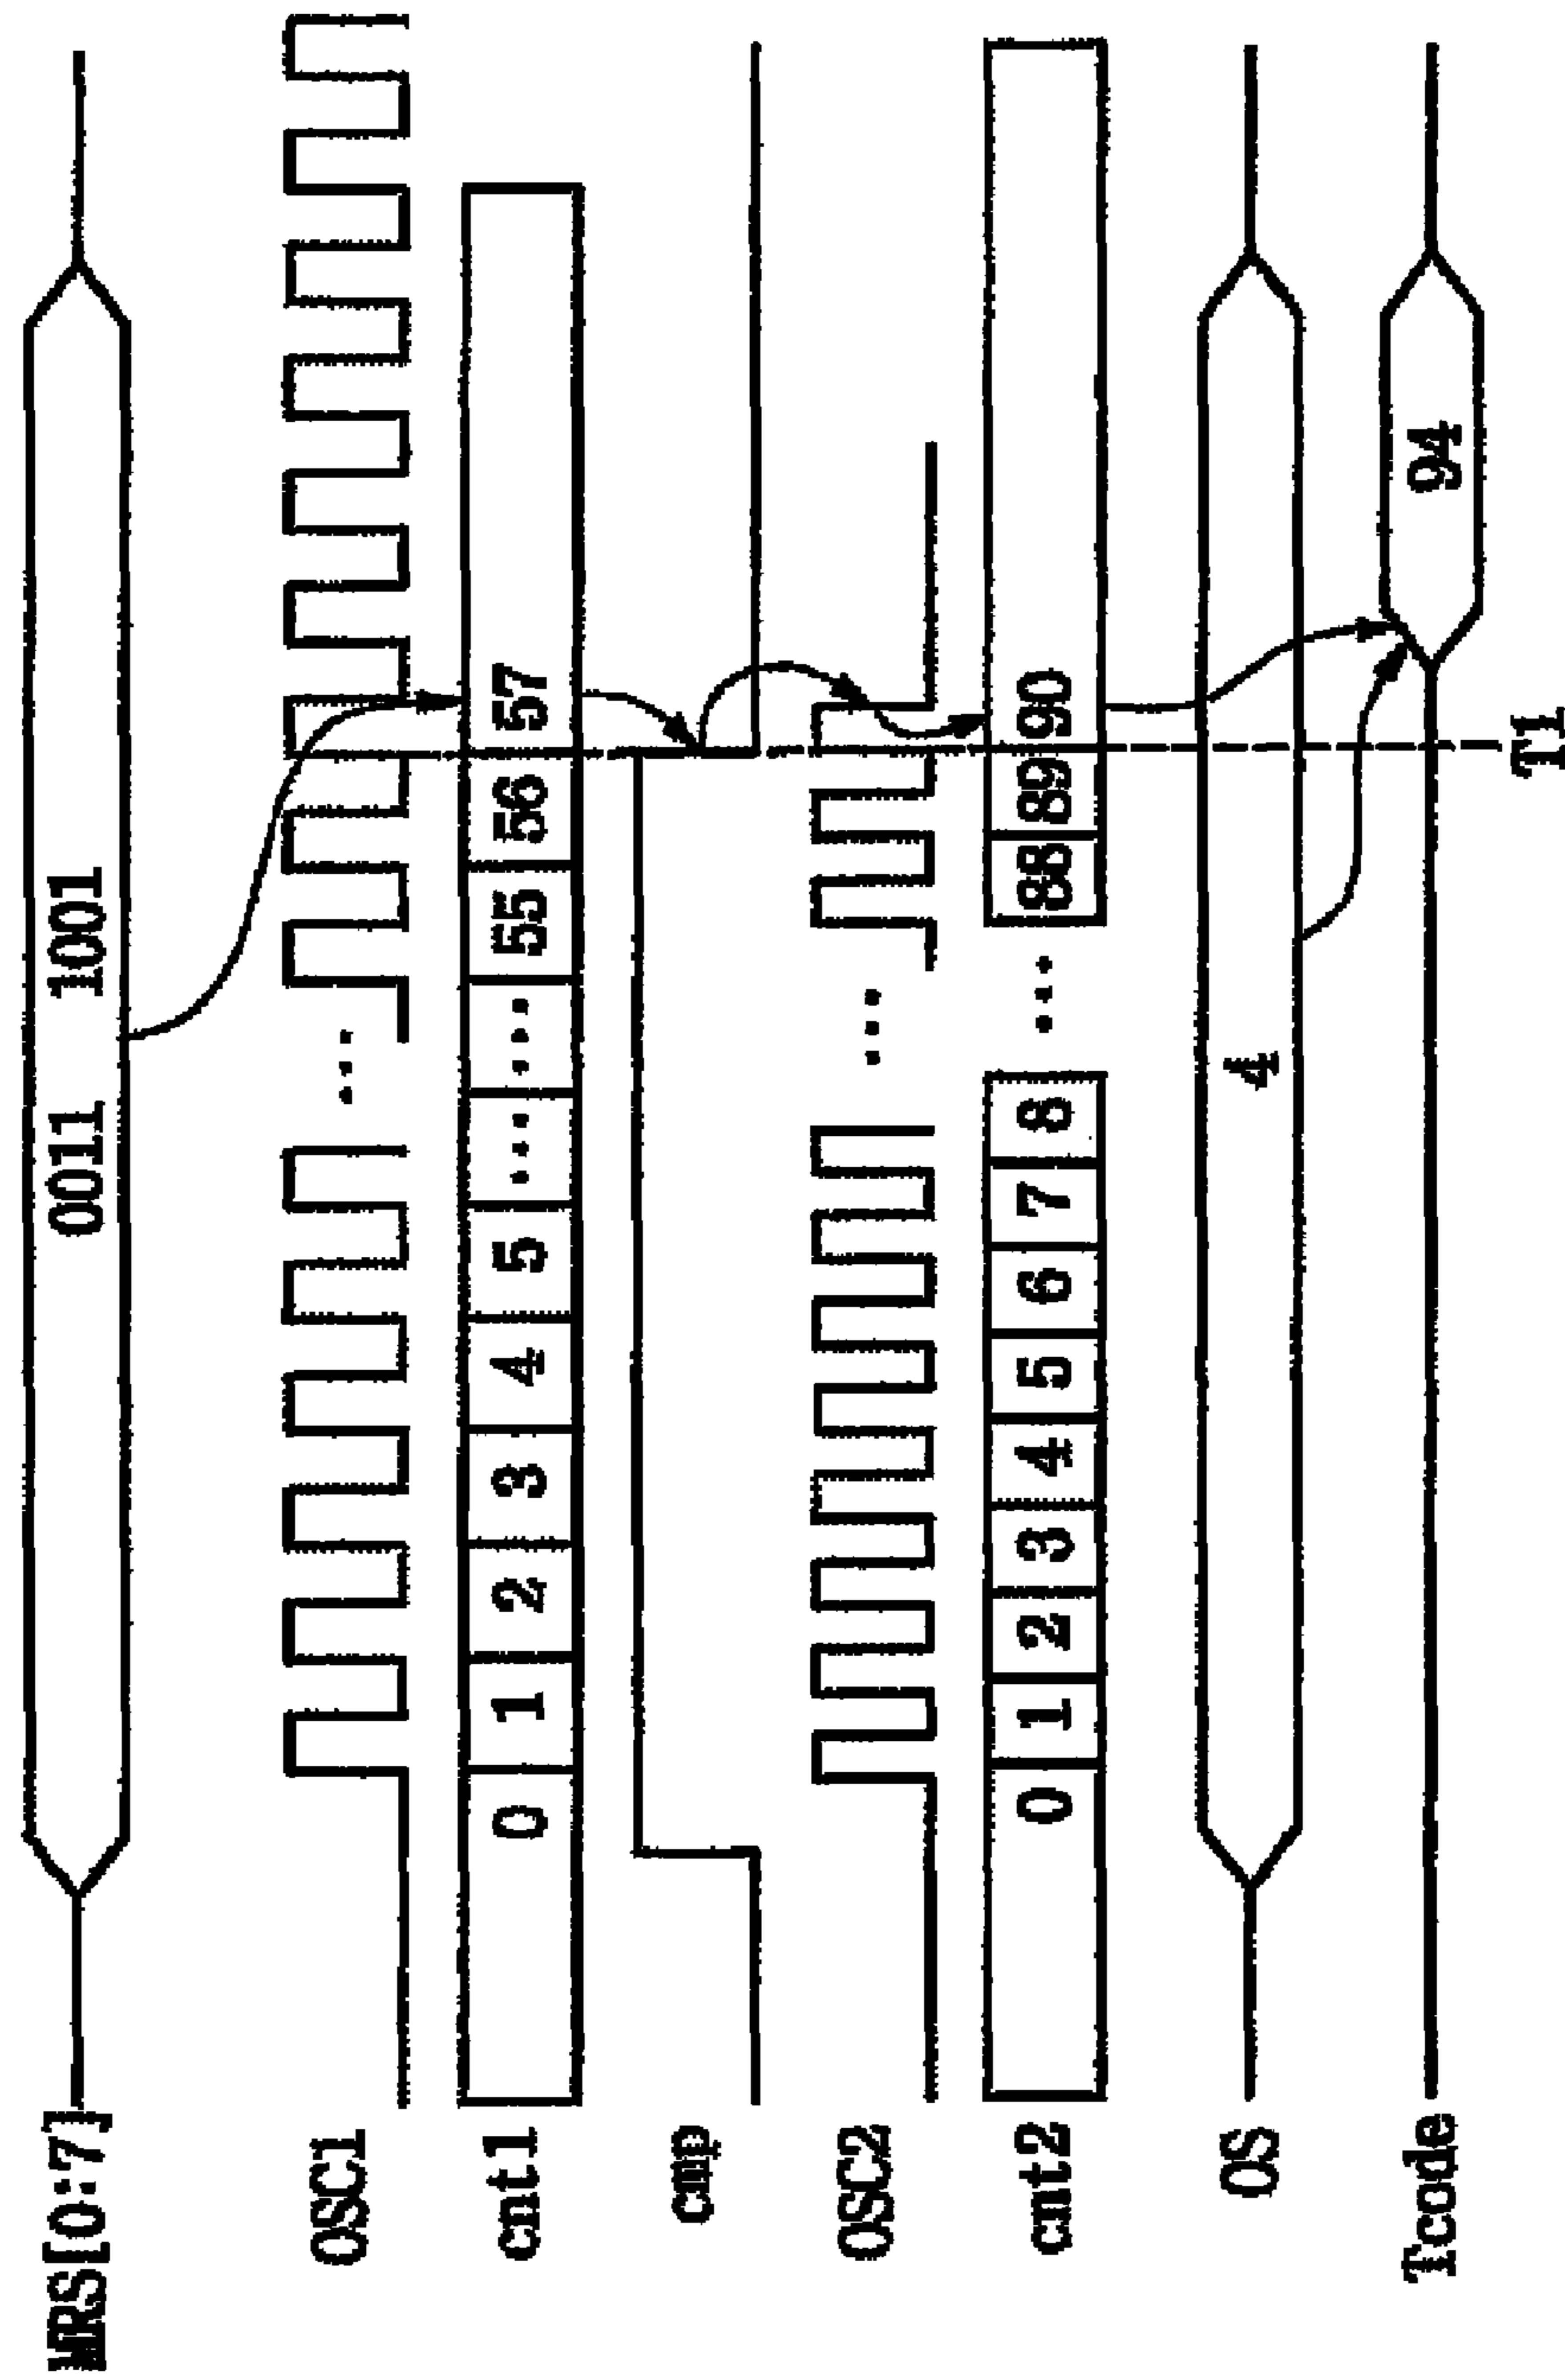 MRS[0:7] 0011 1001
OSC1 ...
cnt1 0 1 2 3 4 5 ... ... 55 56 57
cmp
OSC2 ...
cnt2 0 1 2 3 4 5 6 7 8 ... 88 89 90
OS 4
Tcode 94
T1